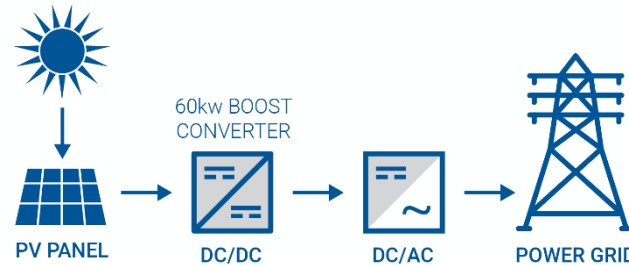 60kw BOOST
CONVERTER
PV PANEL
DC/DC
DC/AC
POWER GRID